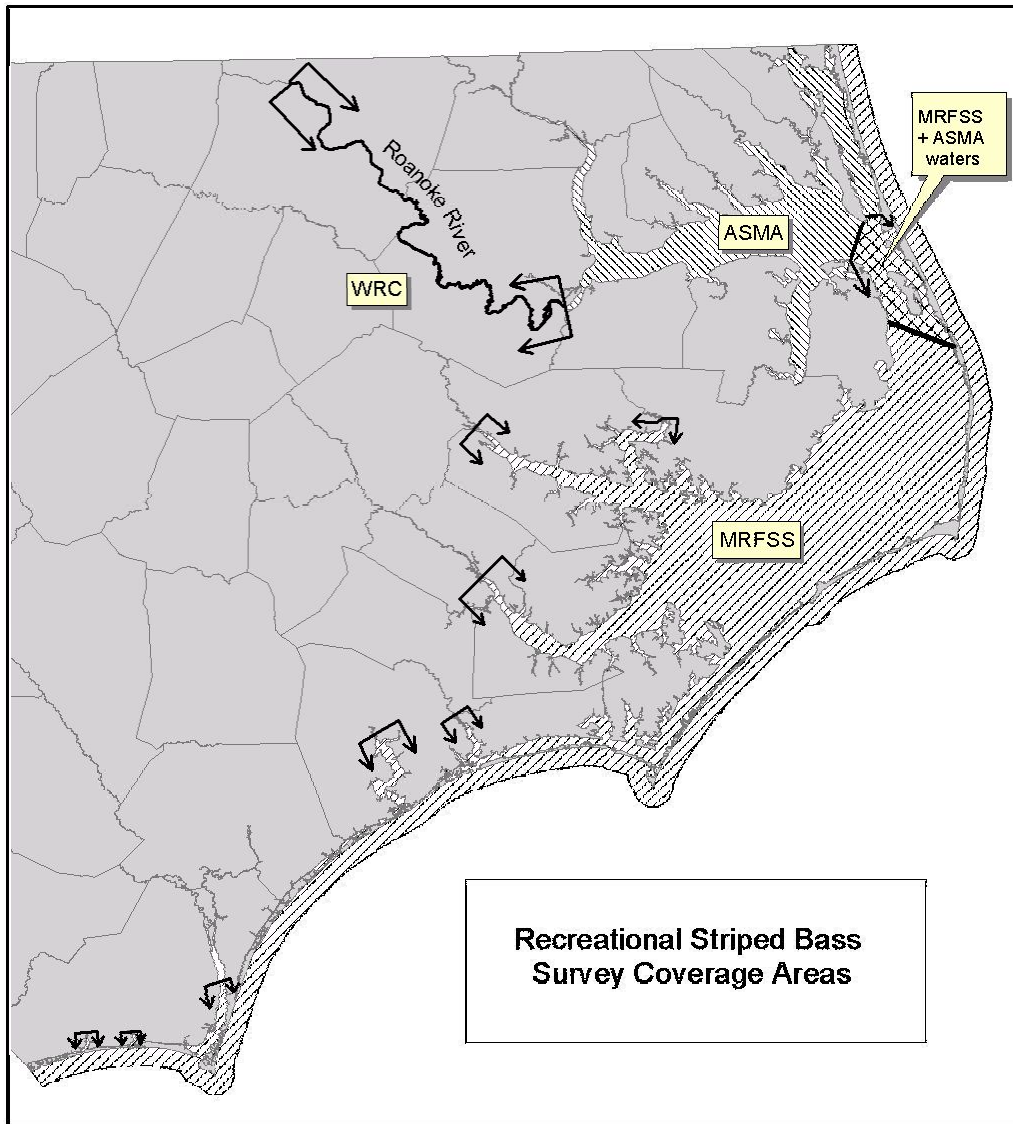 MRFSS
+ ASMA
waters
Roanoke River
ASMA
WRC
MRFSS
Recreational Striped Bass
Survey Coverage Areas